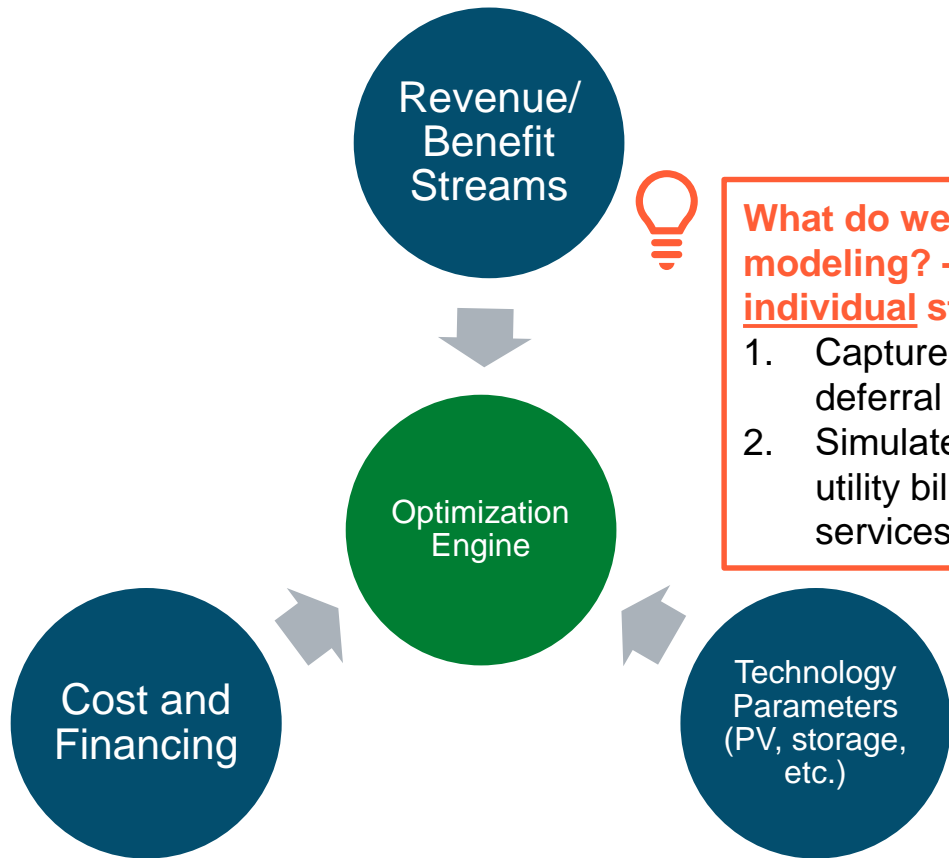 Revenue/
Benefit
Streams
What do we
modeling? -
individual s
1. Capture
deferral
2. Simulate
utility bil
services
Optimization
Engine
Cost and
Financing
Technology
Parameters
(PV, storage,
etc.)